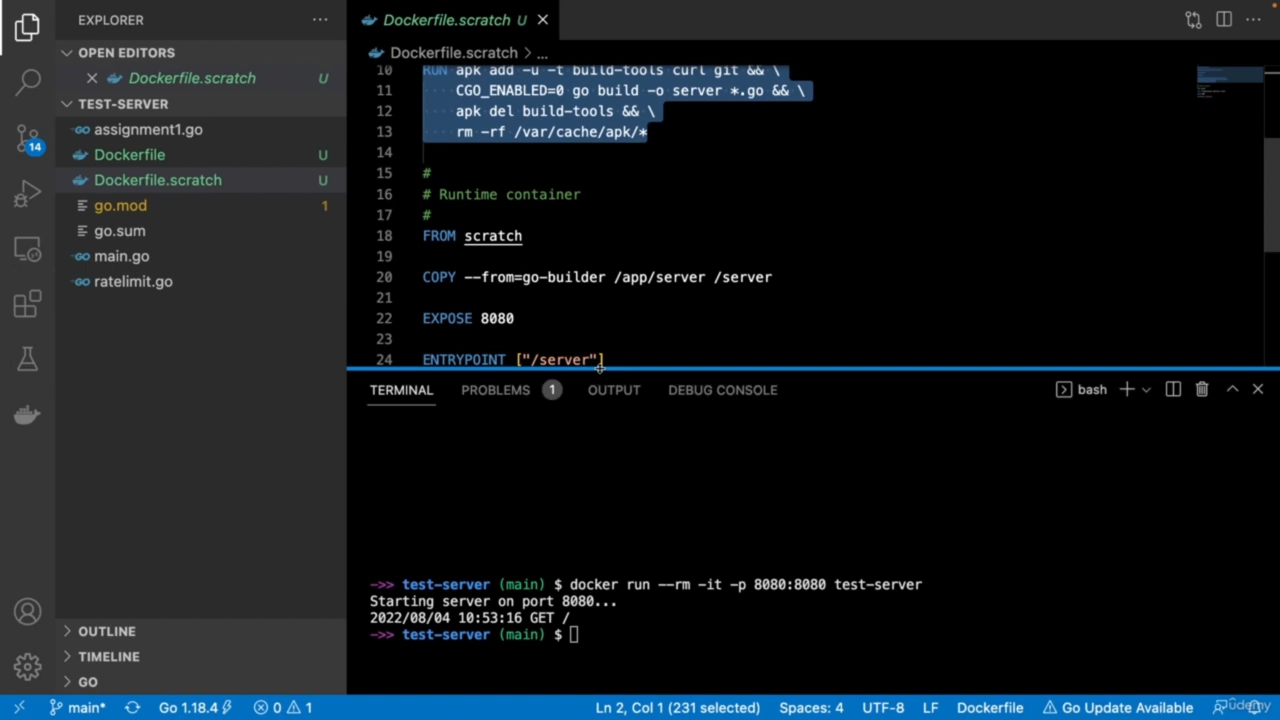 EXPLORER
Dockerfile.scratch U
OPEN EDITORS
Dockerfile.scratch U
Dockerfile.scratch > ...
TEST-SERVER
assignment1.go
Dockerfile U
Dockerfile.scratch U
go.mod 1
go.sum
main.go
ratelimit.go
10 RUN apk add -u -t build-tools curl git && \
11 CGO_ENABLED=0 go build -o server *.go && \
12 apk del build-tools && \
13 rm -rf /var/cache/apk/*
14
15 #
16 # Runtime container
17 #
18 FROM scratch
19
20 COPY --from=go-builder /app/server /server
21
22 EXPOSE 8080
23
24 ENTRYPOINT ["/server"]
14
TERMINAL PROBLEMS 1 OUTPUT DEBUG CONSOLE bash
->> test-server (main) $ docker run --rm -it -p 8080:8080 test-server
Starting server on port 8080...
2022/08/04 10:53:16 GET /
->> test-server (main) $
OUTLINE
TIMELINE
GO
main* Go 1.18.4 0 1 Ln 2, Col 1 (231 selected) Spaces: 4 UTF-8 LF Dockerfile Go Update Available
Udemy